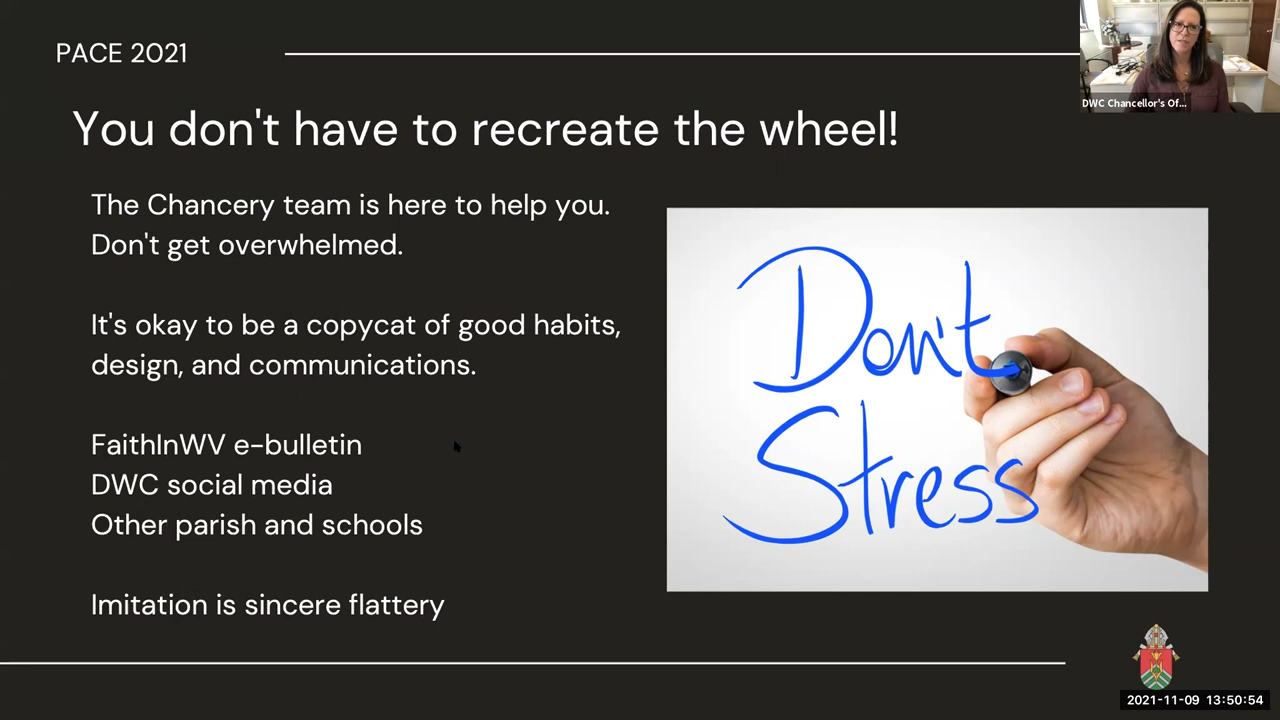 PACE 2021
DWC Chancellor's Of...
You don't have to recreate the wheel!
The Chancery team is here to help you.
Don't get overwhelmed.
It's okay to be a copycat of good habits,
design, and communications.
FaithInWV e-bulletin
DWC social media
Other parish and schools
Imitation is sincere flattery
Don't
Stress
2021-11-09 13:50:54